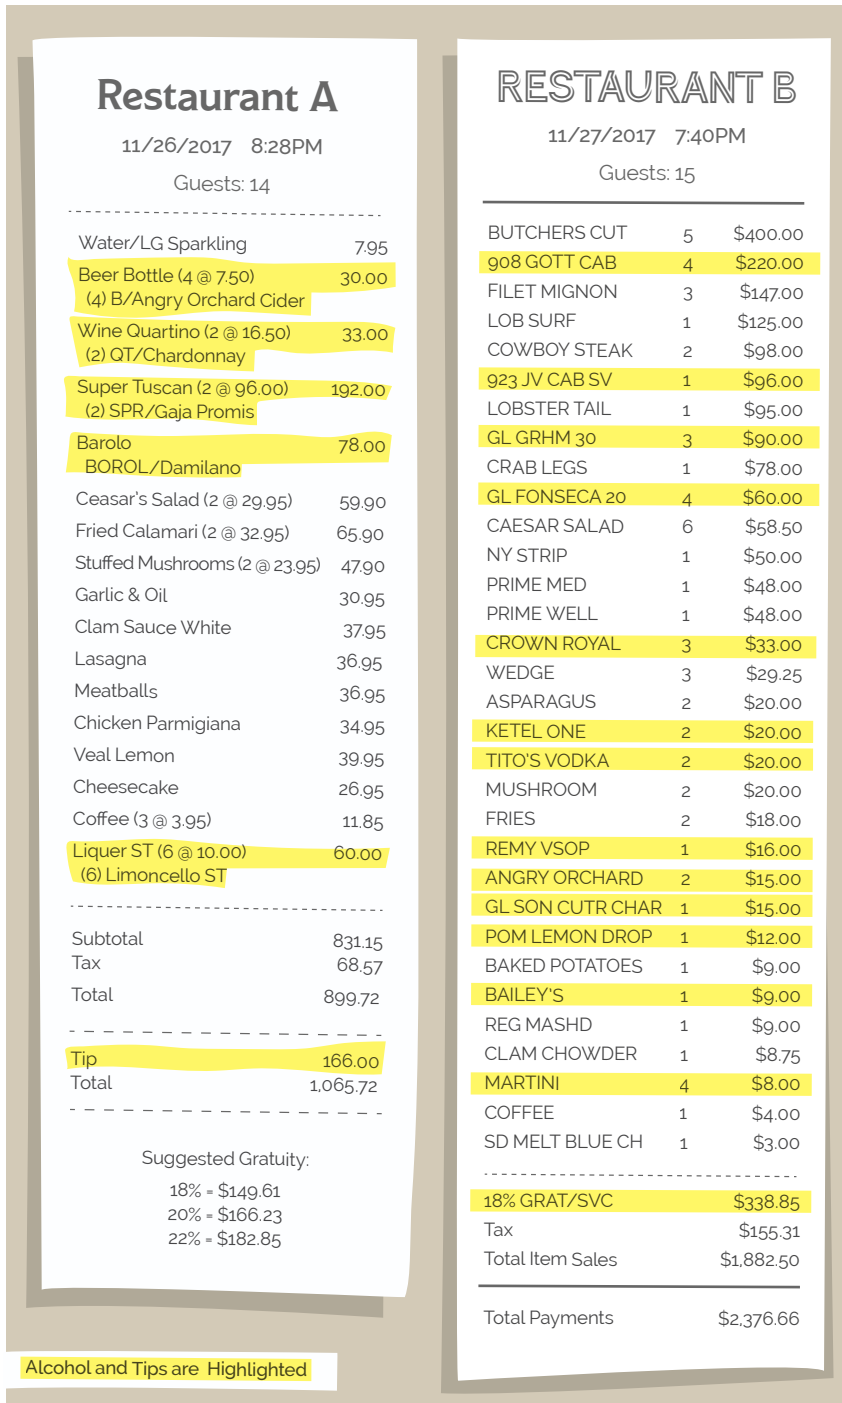 Restaurant A
11/26/2017 8:28PM
Guests: 14
Water/LG Sparkling 7.95
Beer Bottle (4 @ 7.50) 30.00
(4) B/Angry Orchard Cider
Wine Quartino (2 @ 16.50) 33.00
(2) QT/Chardonnay
Super Tuscan (2 @ 96.00) 192.00
(2) SPR/Gaja Promis
Barolo 78.00
BOROL/Damilano
Ceasar's Salad (2 @ 29.95) 59.90
Fried Calamari (2 @ 32.95) 65.90
Stuffed Mushrooms (2 @ 23.95) 47.90
Garlic & Oil 30.95
Clam Sauce White 37.95
Lasagna 36.95
Meatballs 36.95
Chicken Parmigiana 34.95
Veal Lemon 39.95
Cheesecake 26.95
Coffee (3 @ 3.95) 11.85
Liquer ST (6 @ 10.00) 60.00
(6) Limoncello ST
Subtotal 831.15
Tax 68.57
Total 899.72
Tip 166.00
Total 1,065.72
Suggested Gratuity:
18% = $149.61
20% = $166.23
22% = $182.85
RESTAURANT B
11/27/2017 7:40PM
Guests: 15
BUTCHERS CUT 5 $400.00
908 GOTT CAB 4 $220.00
FILET MIGNON 3 $147.00
LOB SURF 1 $125.00
COWBOY STEAK 2 $98.00
923 JV CAB SV 1 $96.00
LOBSTER TAIL 1 $95.00
GL GRHM 30 3 $90.00
CRAB LEGS 1 $78.00
GL FONSECA 20 4 $60.00
CAESAR SALAD 6 $58.50
NY STRIP 1 $50.00
PRIME MED 1 $48.00
PRIME WELL 1 $48.00
CROWN ROYAL 3 $33.00
WEDGE 3 $29.25
ASPARAGUS 2 $20.00
KETEL ONE 2 $20.00
TITO'S VODKA 2 $20.00
MUSHROOM 2 $20.00
FRIES 2 $18.00
REMY VSOP 1 $16.00
ANGRY ORCHARD 2 $15.00
GL SON CUTR CHAR 1 $15.00
POM LEMON DROP 1 $12.00
BAKED POTATOES 1 $9.00
BAILEY'S 1 $9.00
REG MASHD 1 $9.00
CLAM CHOWDER 1 $8.75
MARTINI 4 $8.00
COFFEE 1 $4.00
SD MELT BLUE CH 1 $3.00
18% GRAT/SVC $338.85
Tax $155.31
Total Item Sales $1,882.50
Total Payments $2,376.66
Alcohol and Tips are Highlighted